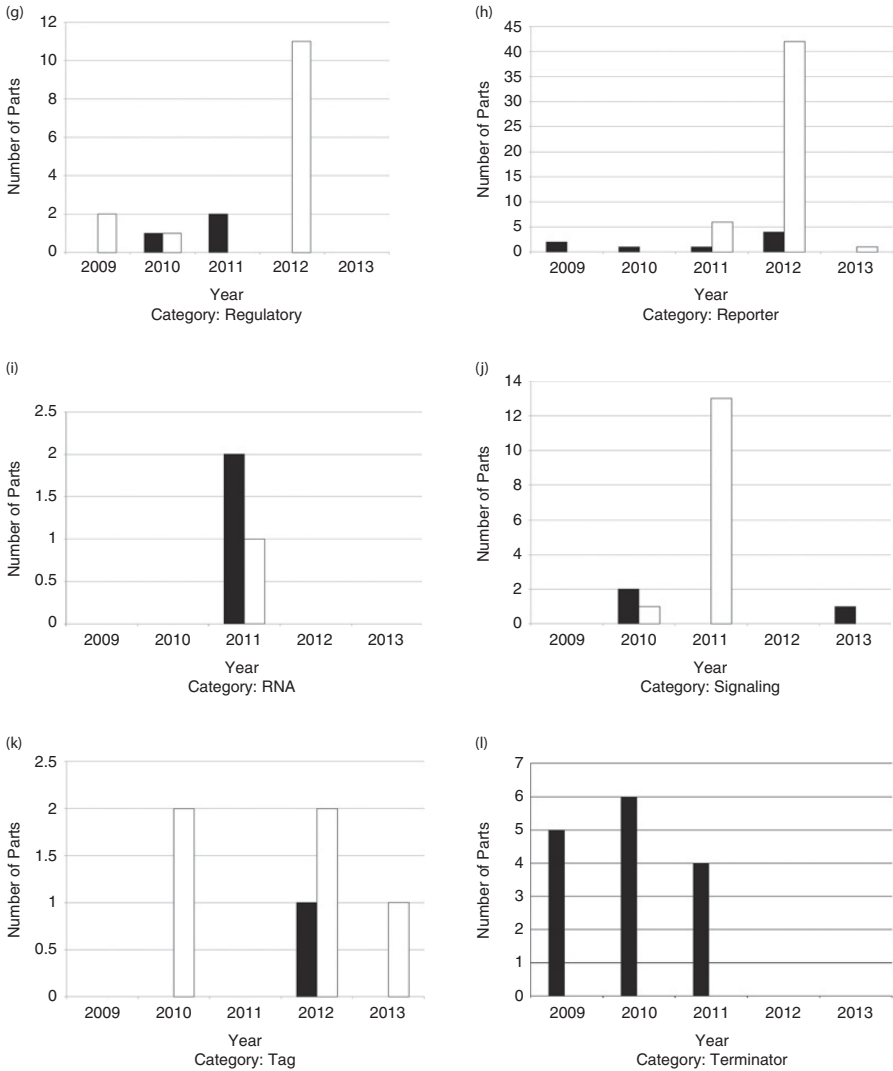 (g)
12
10
8
6
4
2
0
Number of Parts
2009 2010 2011 2012 2013
Year
Category: Regulatory
(h)
45
40
35
30
25
20
15
10
5
0
Number of Parts
2009 2010 2011 2012 2013
Year
Category: Reporter
(i)
2.5
2
1.5
1
0.5
0
Number of Parts
2009 2010 2011 2012 2013
Year
Category: RNA
(j)
14
12
10
8
6
4
2
0
Number of Parts
2009 2010 2011 2012 2013
Year
Category: Signaling
(k)
2.5
2
1.5
1
0.5
0
Number of Parts
2009 2010 2011 2012 2013
Year
Category: Tag
(l)
7
6
5
4
3
2
1
0
Number of Parts
2009 2010 2011 2012 2013
Year
Category: Terminator